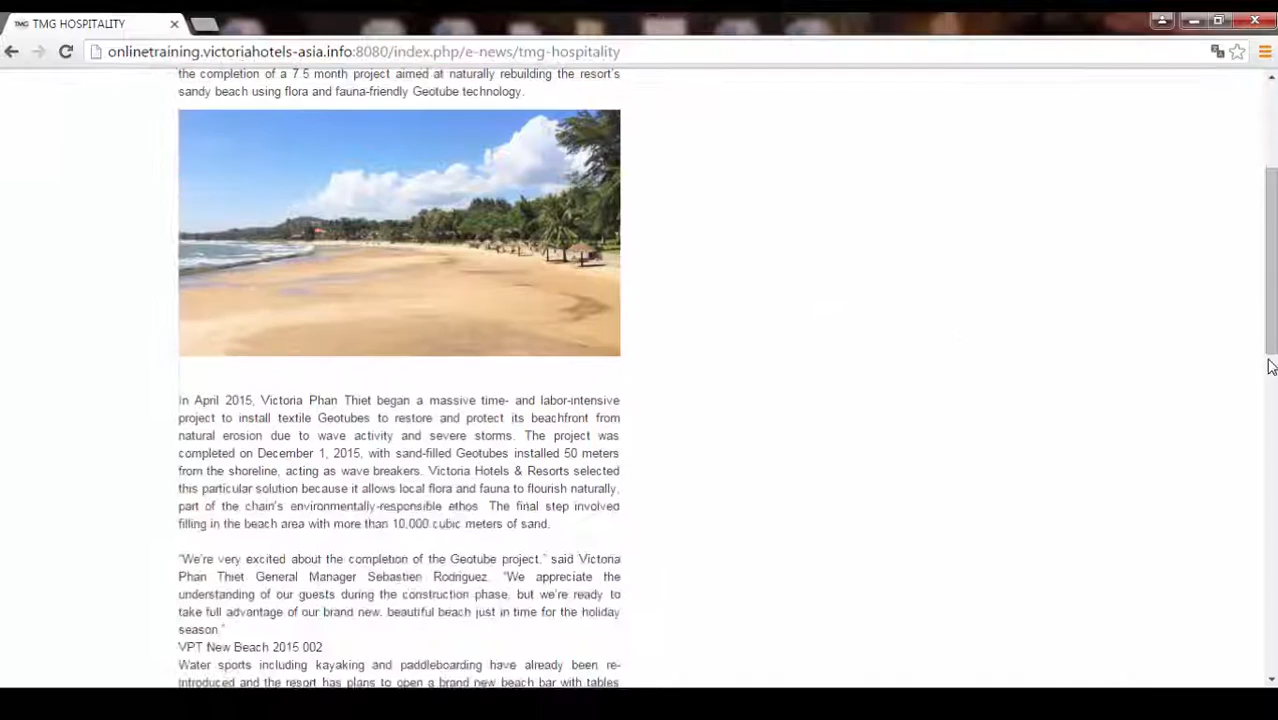 TMG HOSPITALITY
onlinetraining.victoriahotels-asia.info:8080/index.php/e-news/tmg-hospitality
the completion of a 7.5 month project aimed at naturally rebuilding the resort's
sandy beach using flora and fauna-friendly Geotube technology.
In April 2015, Victoria Phan Thiet began a massive time- and labor-intensive
project to install textile Geotubes to restore and protect its beachfront from
natural erosion due to wave activity and severe storms. The project was
completed on December 1, 2015, with sand-filled Geotubes installed 50 meters
from the shoreline, acting as wave breakers. Victoria Hotels & Resorts selected
this particular solution because it allows local flora and fauna to flourish naturally,
part of the chain's environmentally-responsible ethos. The final step involved
filling in the beach area with more than 10,000 cubic meters of sand.
“We're very excited about the completion of the Geotube project,” said Victoria
Phan Thiet General Manager Sebastien Rodriguez. “We appreciate the
understanding of our guests during the construction phase, but we're ready to
take full advantage of our brand new, beautiful beach just in time for the holiday
season.”
VPT New Beach 2015 002
Water sports including kayaking and paddleboarding have already been re-
introduced and the resort has plans to open a brand new beach bar with tables